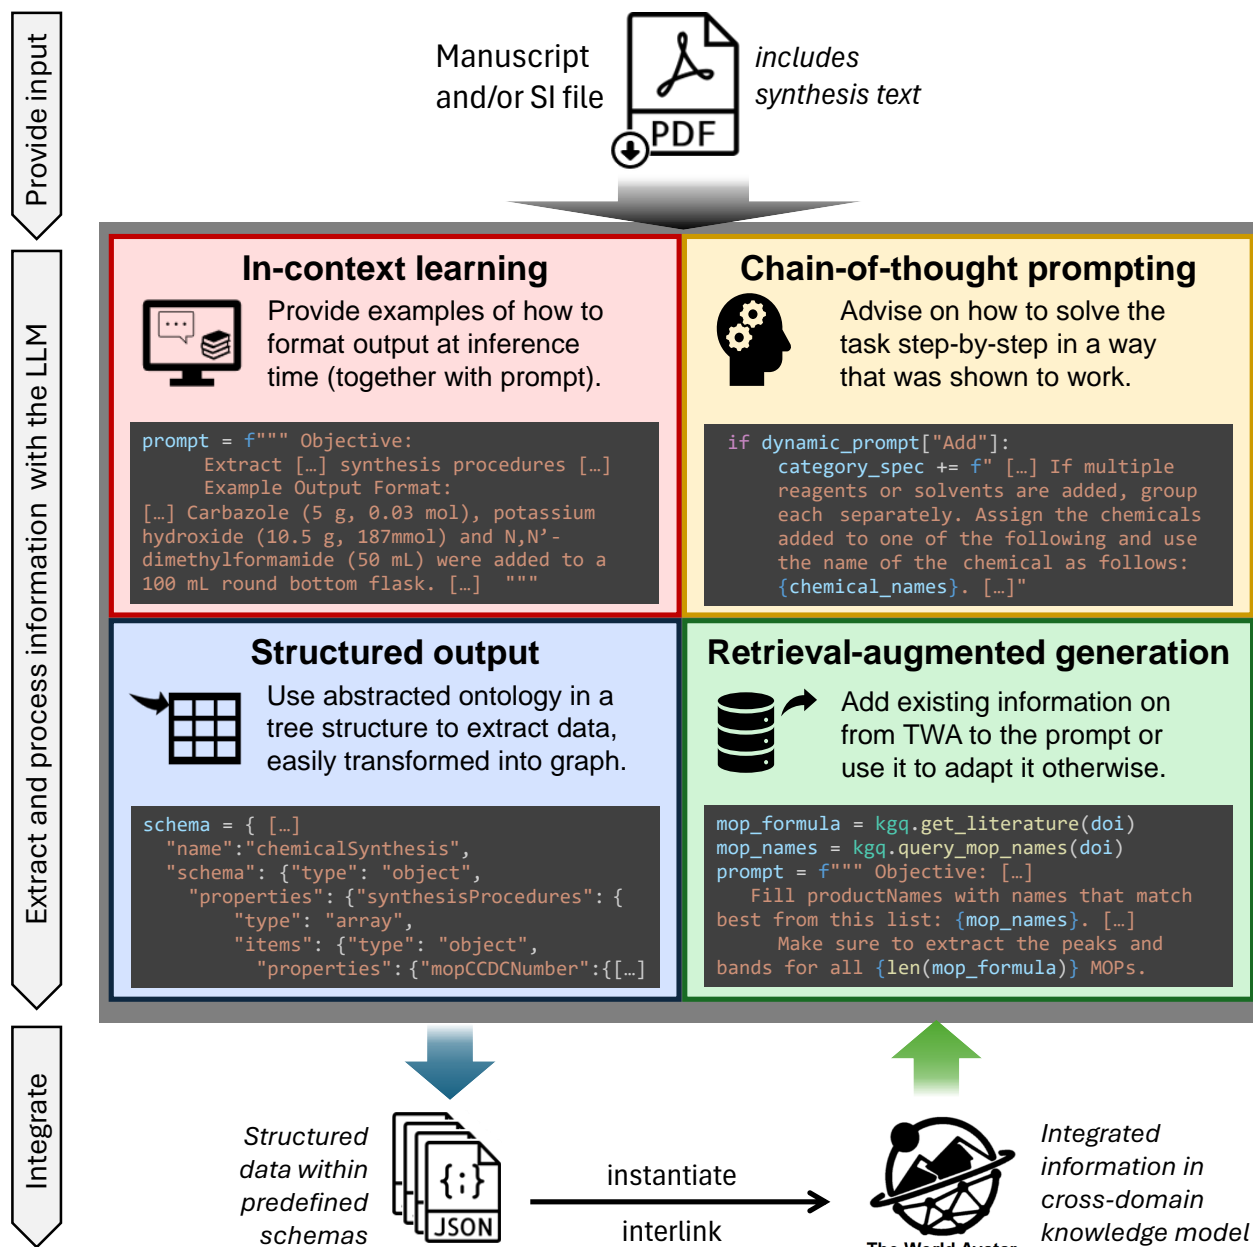 Provide input
Manuscript
and/or SI file
PDF
includes
synthesis text
Extract and process information with the LLM
In-context learning
Provide examples of how to
format output at inference
time (together with prompt).
prompt = f""" Objective:
Extract […] synthesis procedures […]
Example Output Format:
[…] Carbazole (5 g, 0.03 mol), potassium
hydroxide (10.5 g, 187mmol) and N,N’-
dimethylformamide (50 mL) were added to a
100 mL round bottom flask. […] """
Chain-of-thought prompting
Advise on how to solve the
task step-by-step in a way
that was shown to work.
if dynamic_prompt["Add"]:
category_spec += f" […] If multiple
reagents or solvents are added, group
each separately. Assign the chemicals
added to one of the following and use
the name of the chemical as follows:
{chemical_names}. […]"
Structured output
Use abstracted ontology in a
tree structure to extract data,
easily transformed into graph.
schema = { […]
"name":"chemicalSynthesis",
"schema": {"type": "object",
"properties": {"synthesisProcedures": {
"type": "array",
"items": {"type": "object",
"properties": {"mopCCDCNumber":{[…]
Retrieval-augmented generation
Add existing information on
from TWA to the prompt or
use it to adapt it otherwise.
mop_formula = kgq.get_literature(doi)
mop_names = kgq.query_mop_names(doi)
prompt = f""" Objective: […]
Fill productNames with names that match
best from this list: {mop_names}. […]
Make sure to extract the peaks and
bands for all {len(mop_formula)} MOPs.
Integrate
Structured
data within
predefined
schemas
{;}
JSON
instantiate
interlink
The World Avatar
Integrated
information in
cross-domain
knowledge model